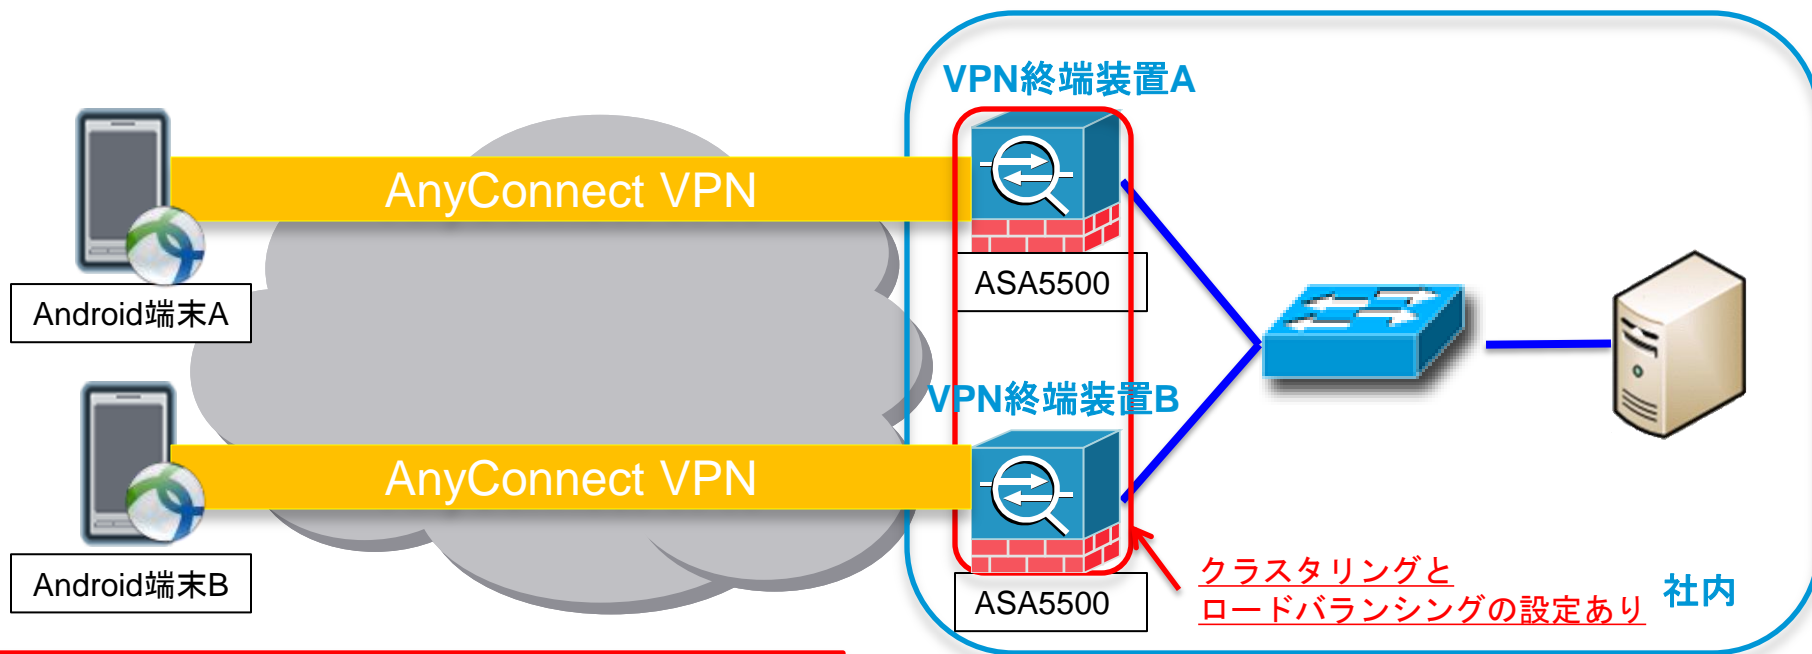 VPN終端装置A
AnyConnect VPN
ASA5500
Android端末A
VPN終端装置B
AnyConnect VPN
Android端末B
ASA5500
クラスタリングと
ロードバランシングの設定あり
社内